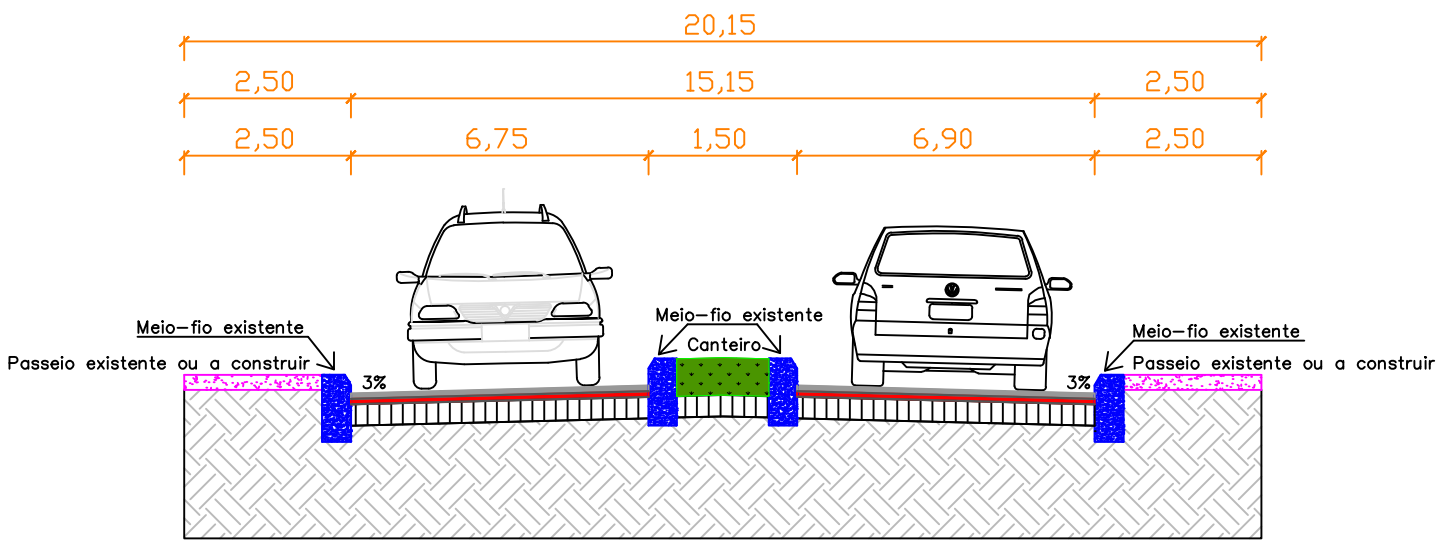 20,15
2,50 15,15 2,50
2,50 6,75 1,50 6,90 2,50
Meio-fio existente
Meio-fio existente
Meio-fio existente
Canteiro
Passeio existente ou a construir
Passeio existente ou a construir
3%
3%